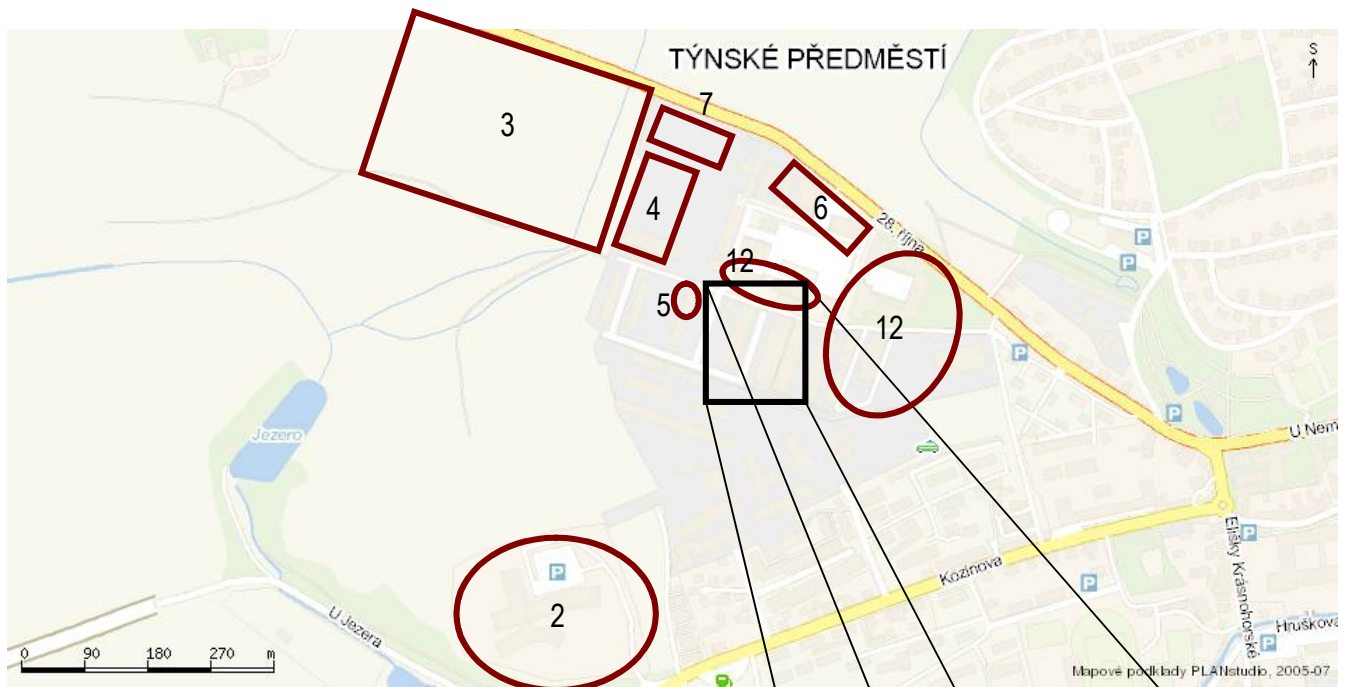 TÝNSKÉ PŘEDMĚSTÍ
S
7
3
4
6
28. října
P
P
12
5
12
P
P
Jezero
U Nem
Elišky Krásnohorské
P
Kozinova
P
P
2
U Jezera
Hruškova
P
0 90 180 270 m
Mapové podklady PLANstudio, 2005-07